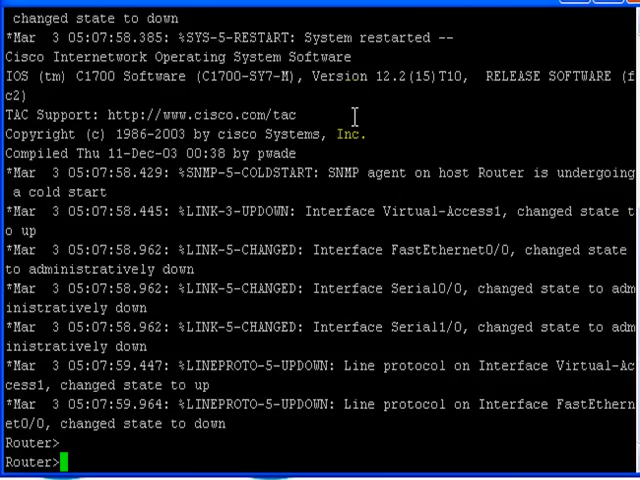 changed state to down
*Mar  3 05:07:58.385: %SYS-5-RESTART: System restarted --
Cisco Internetwork Operating System Software
IOS (tm) C1700 Software (C1700-SY7-M), Version 12.2(15)T10,  RELEASE SOFTWARE (f
c2)
TAC Support: http://www.cisco.com/tac
Copyright (c) 1986-2003 by cisco Systems, Inc.
Compiled Thu 11-Dec-03 00:38 by pwade
*Mar  3 05:07:58.429: %SNMP-5-COLDSTART: SNMP agent on host Router is undergoing
 a cold start
*Mar  3 05:07:58.445: %LINK-3-UPDOWN: Interface Virtual-Access1, changed state t
o up
*Mar  3 05:07:58.962: %LINK-5-CHANGED: Interface FastEthernet0/0, changed state
to administratively down
*Mar  3 05:07:58.962: %LINK-5-CHANGED: Interface Serial0/0, changed state to adm
inistratively down
*Mar  3 05:07:58.962: %LINK-5-CHANGED: Interface Serial1/0, changed state to adm
inistratively down
*Mar  3 05:07:59.447: %LINEPROTO-5-UPDOWN: Line protocol on Interface Virtual-Ac
cess1, changed state to up
*Mar  3 05:07:59.964: %LINEPROTO-5-UPDOWN: Line protocol on Interface FastEthern
et0/0, changed state to down
Router>
Router>